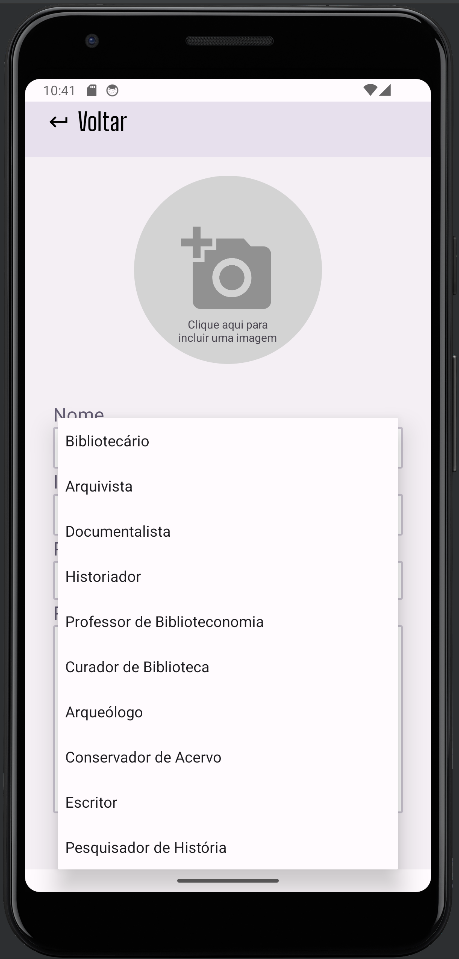 10:41
Voltar
Clique aqui para
incluir uma imagem
Nome
Bibliotecário
Arquivista
Documentalista
Historiador
Professor de Biblioteconomia
Curador de Biblioteca
Arqueólogo
Conservador de Acervo
Escritor
Pesquisador de História